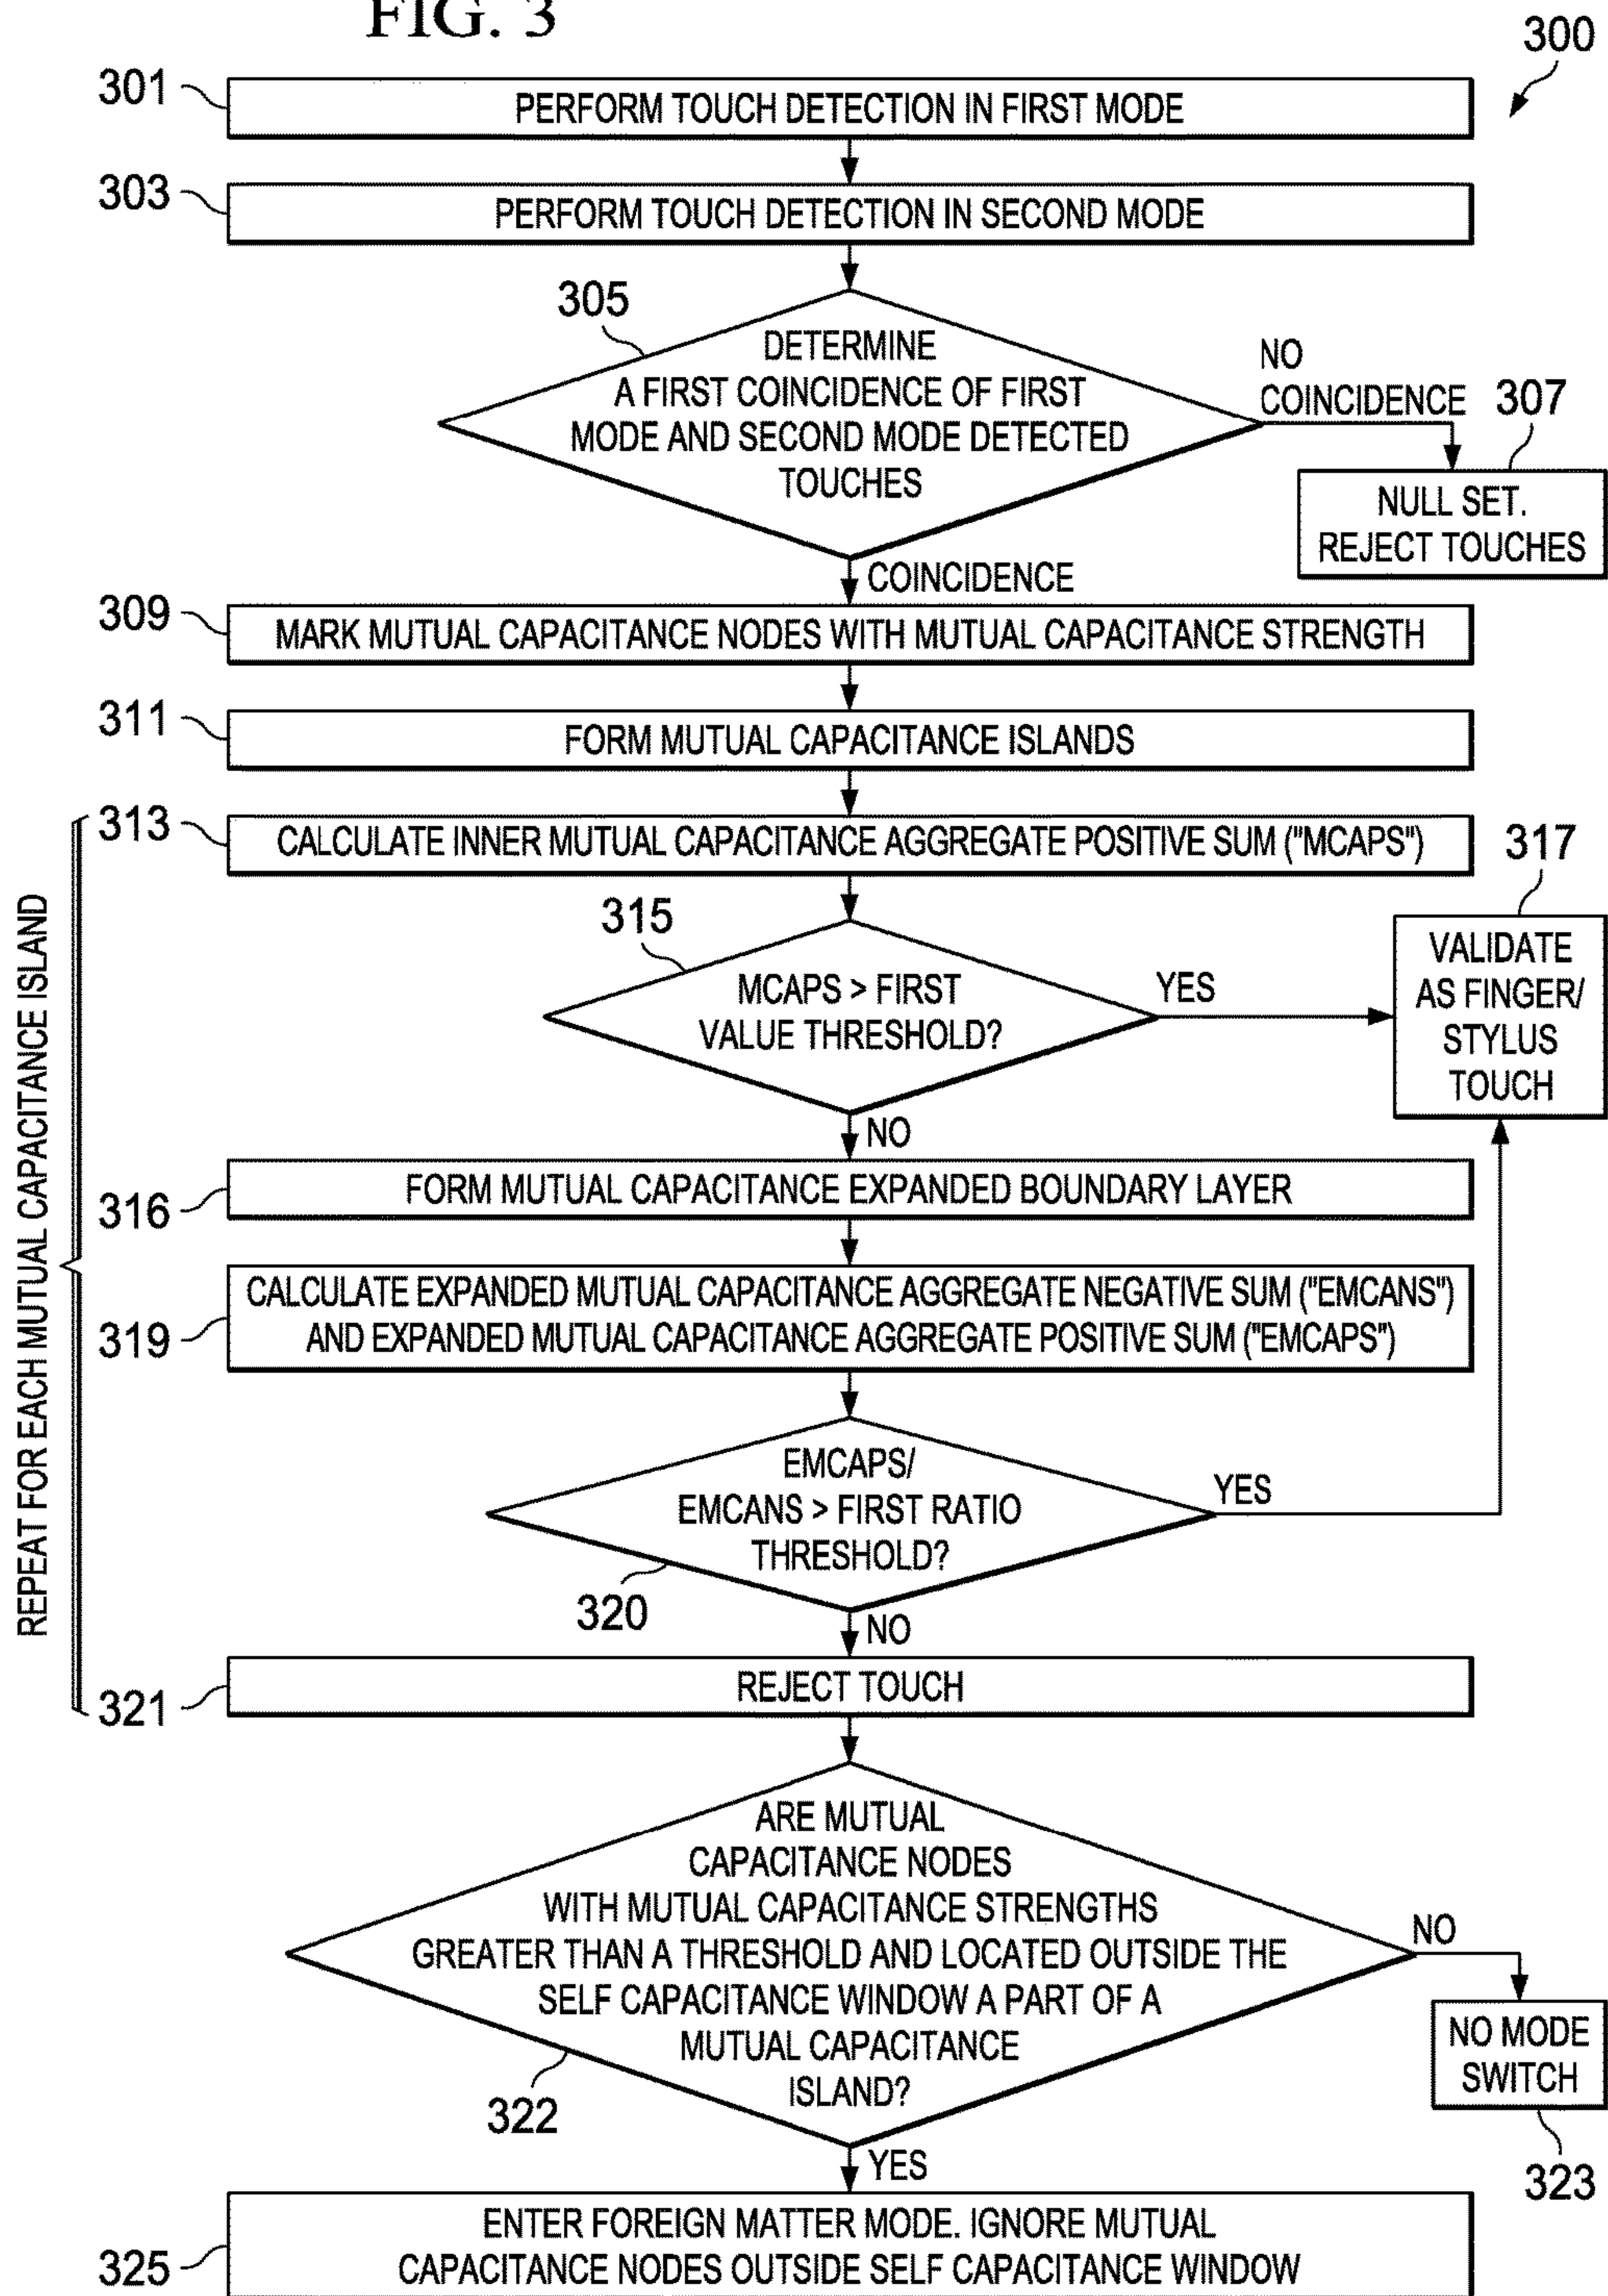 FIG. 3
300
301
PERFORM TOUCH DETECTION IN FIRST MODE
303
PERFORM TOUCH DETECTION IN SECOND MODE
305
DETERMINE
A FIRST COINCIDENCE OF FIRST
MODE AND SECOND MODE DETECTED
TOUCHES
NO
COINCIDENCE
307
NULL SET.
REJECT TOUCHES
COINCIDENCE
309
MARK MUTUAL CAPACITANCE NODES WITH MUTUAL CAPACITANCE STRENGTH
311
FORM MUTUAL CAPACITANCE ISLANDS
REPEAT FOR EACH MUTUAL CAPACITANCE ISLAND
313
CALCULATE INNER MUTUAL CAPACITANCE AGGREGATE POSITIVE SUM ("MCAPS")
315
MCAPS > FIRST
VALUE THRESHOLD?
YES
317
VALIDATE
AS FINGER/
STYLUS
TOUCH
NO
316
FORM MUTUAL CAPACITANCE EXPANDED BOUNDARY LAYER
319
CALCULATE EXPANDED MUTUAL CAPACITANCE AGGREGATE NEGATIVE SUM ("EMCANS")
AND EXPANDED MUTUAL CAPACITANCE AGGREGATE POSITIVE SUM ("EMCAPS")
EMCAPS/
EMCANS > FIRST RATIO
THRESHOLD?
YES
320
NO
321
REJECT TOUCH
ARE MUTUAL
CAPACITANCE NODES
WITH MUTUAL CAPACITANCE STRENGTHS
GREATER THAN A THRESHOLD AND LOCATED OUTSIDE THE
SELF CAPACITANCE WINDOW A PART OF A
MUTUAL CAPACITANCE
ISLAND?
322
NO
NO MODE
SWITCH
323
YES
325
ENTER FOREIGN MATTER MODE. IGNORE MUTUAL
CAPACITANCE NODES OUTSIDE SELF CAPACITANCE WINDOW